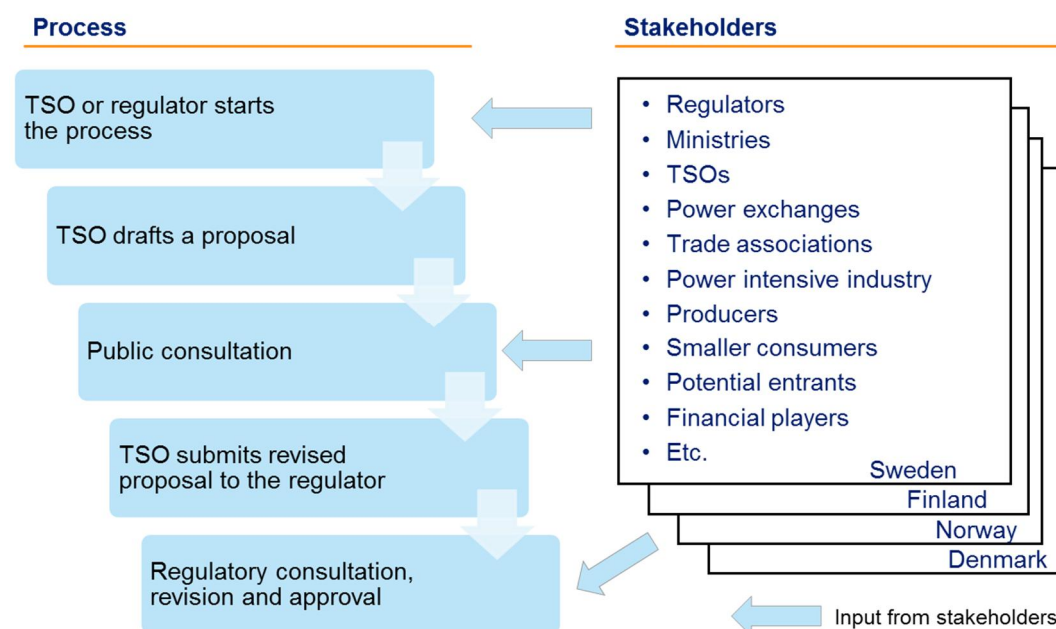 Process
TSO or regulator starts
the process
TSO drafts a proposal
Public consultation
TSO submits revised
proposal to the regulator
Regulatory consultation,
revision and approval
Stakeholders
• Regulators
• Ministries
• TSOs
• Power exchanges
• Trade associations
• Power intensive industry
• Producers
• Smaller consumers
• Potential entrants
• Financial players
• Etc.
Sweden
Finland
Norway
Denmark
Input from stakeholders